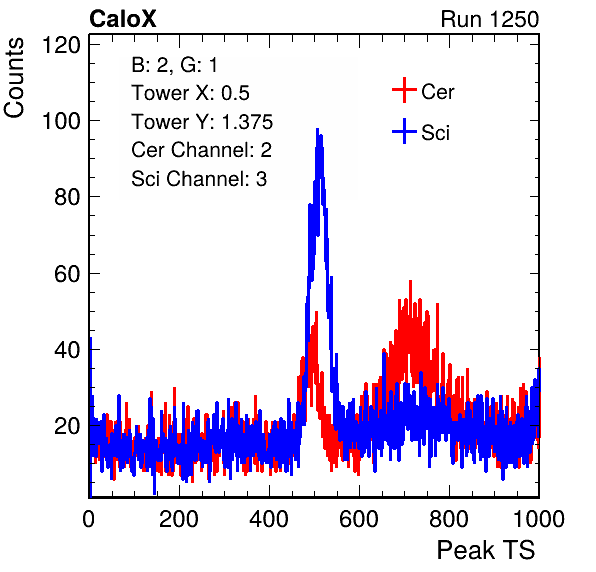 CaloX Run 1250
Counts
120
100
80
60
40
20
B: 2, G: 1
Tower X: 0.5
Tower Y: 1.375
Cer Channel: 2
Sci Channel: 3
Cer
Sci
0 200 400 600 800 1000
Peak TS